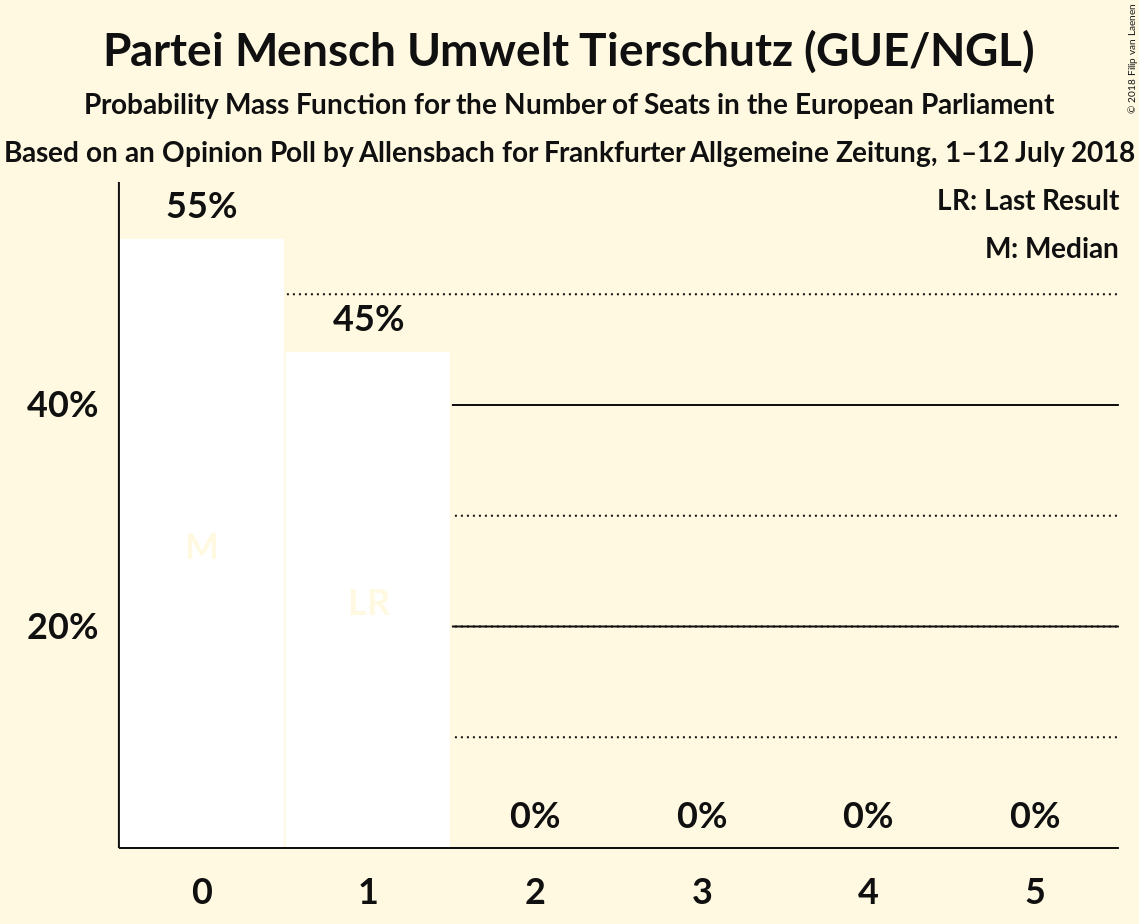 Partei Mensch Umwelt Tierschutz (GUE/NGL)
Probability Mass Function for the Number of Seats in the European Parliament
Based on an Opinion Poll by Allensbach for Frankfurter Allgemeine Zeitung, 1–12 July 2018
© 2018 Filip van Laenen
LR: Last Result
M: Median
55%
45%
40%
20%
M
LR
0% 0% 0% 0%
0 1 2 3 4 5